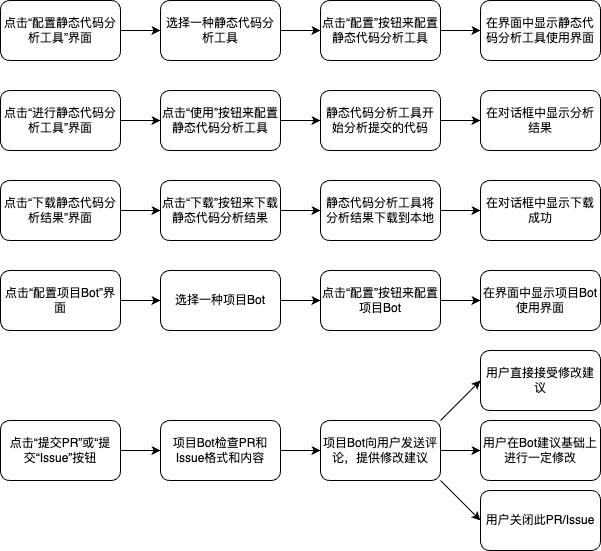 点击“配置静态代码分
析工具”界面
选择一种静态代码分
析工具
点击“配置”按钮来配置
静态代码分析工具
在界面中显示静态代
码分析工具使用界面
点击“进行静态代码分
析工具”界面
点击“使用”按钮来配置
静态代码分析工具
静态代码分析工具开
始分析提交的代码
在对话框中显示分析
结果
点击“下载静态代码分
析结果”界面
点击“下载”按钮来下载
静态代码分析结果
静态代码分析工具将
分析结果下载到本地
在对话框中显示下载
成功
点击“配置项目Bot”界
面
选择一种项目Bot
点击“配置”按钮来配置
项目Bot
在界面中显示项目Bot
使用界面
点击“提交PR”或“提
交“Issue”按钮
项目Bot检查PR和
Issue格式和内容
项目Bot向用户发送评
论，提供修改建议
用户直接接受修改建
议
用户在Bot建议基础上
进行一定修改
用户关闭此PR/Issue